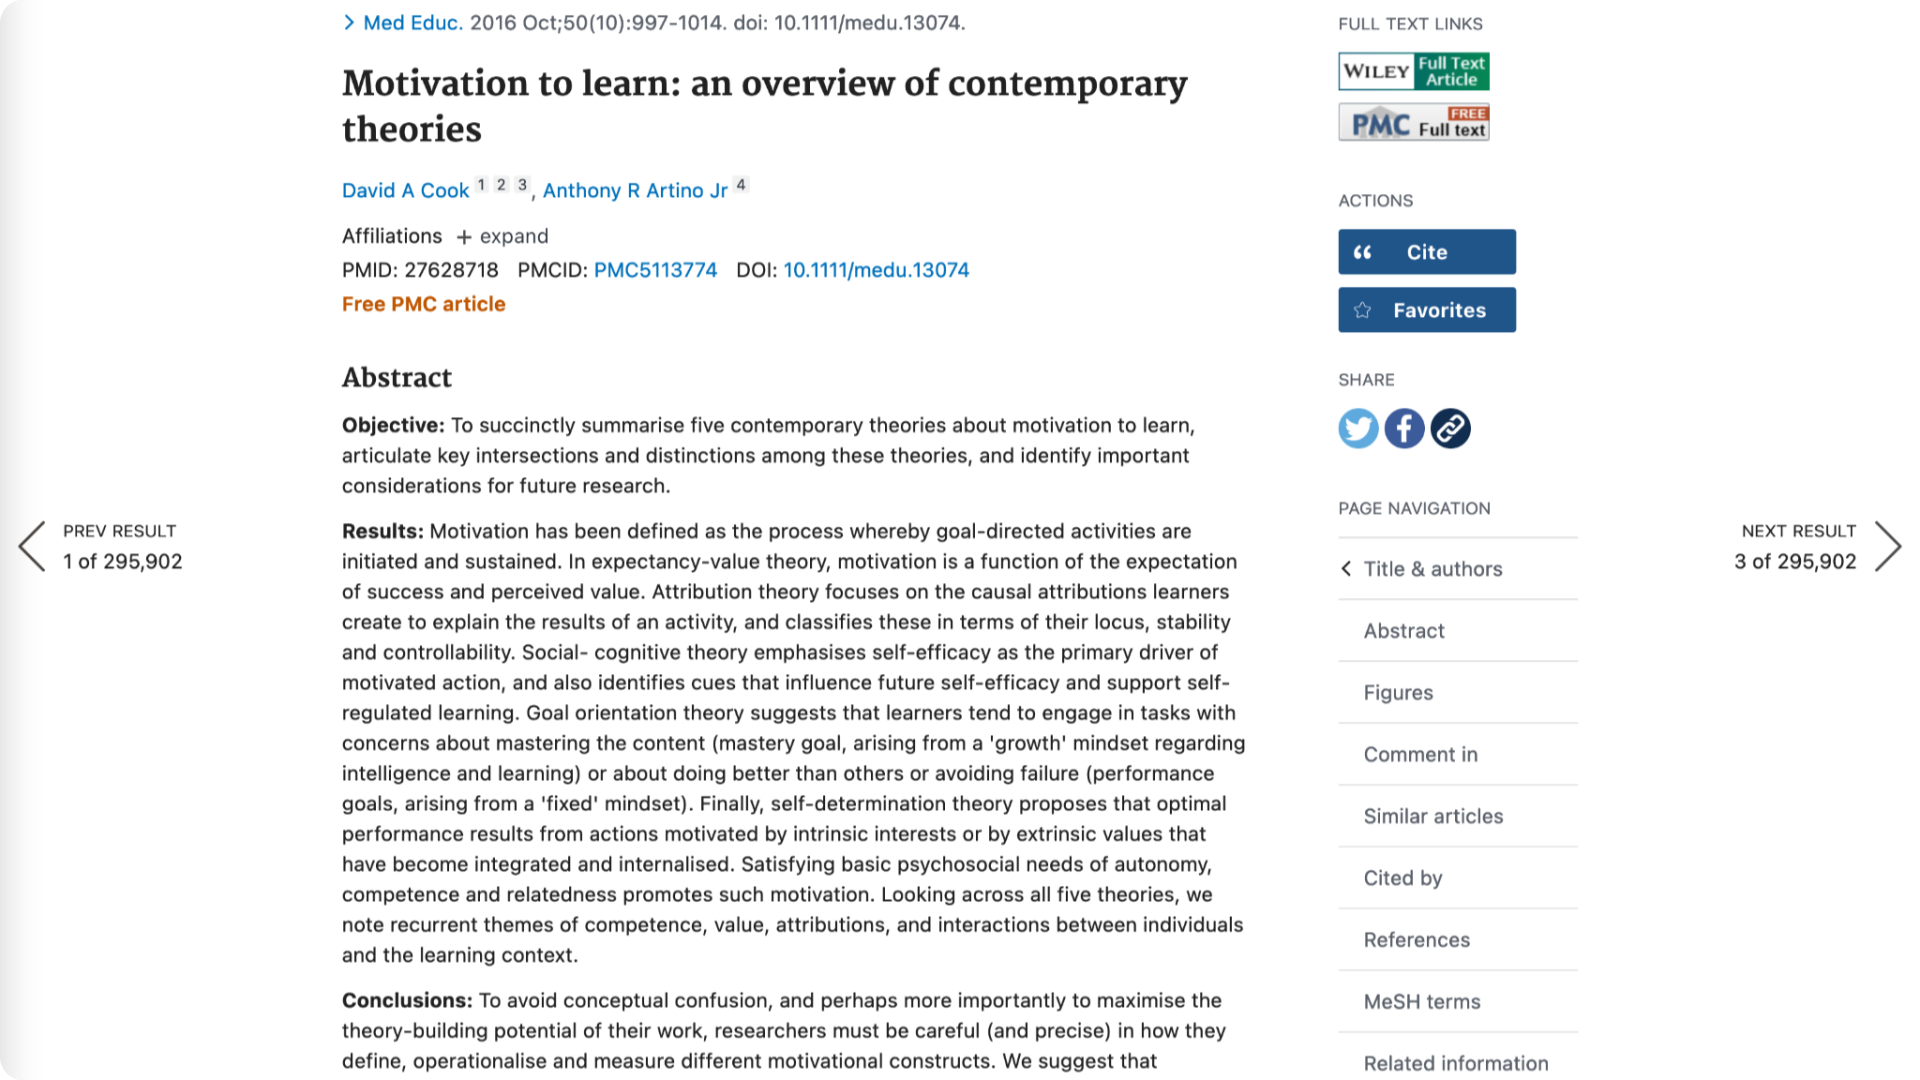 Med Educ. 2016 Oct;50(10):997-1014. doi: 10.1111/medu.13074.
Motivation to learn: an overview of contemporary
theories
David A Cook 1 2 3, Anthony R Artino Jr 4
Affiliations + expand
PMID: 27628718 PMCID: PMC5113774 DOI: 10.1111/medu.13074
Free PMC article
Abstract
Objective: To succinctly summarise five contemporary theories about motivation to learn,
articulate key intersections and distinctions among these theories, and identify important
considerations for future research.
Results: Motivation has been defined as the process whereby goal-directed activities are
initiated and sustained. In expectancy-value theory, motivation is a function of the expectation
of success and perceived value. Attribution theory focuses on the causal attributions learners
create to explain the results of an activity, and classifies these in terms of their locus, stability
and controllability. Social- cognitive theory emphasises self-efficacy as the primary driver of
motivated action, and also identifies cues that influence future self-efficacy and support self-
regulated learning. Goal orientation theory suggests that learners tend to engage in tasks with
concerns about mastering the content (mastery goal, arising from a 'growth' mindset regarding
intelligence and learning) or about doing better than others or avoiding failure (performance
goals, arising from a 'fixed' mindset). Finally, self-determination theory proposes that optimal
performance results from actions motivated by intrinsic interests or by extrinsic values that
have become integrated and internalised. Satisfying basic psychosocial needs of autonomy,
competence and relatedness promotes such motivation. Looking across all five theories, we
note recurrent themes of competence, value, attributions, and interactions between individuals
and the learning context.
Conclusions: To avoid conceptual confusion, and perhaps more importantly to maximise the
theory-building potential of their work, researchers must be careful (and precise) in how they
define, operationalise and measure different motivational constructs. We suggest that
PREV RESULT
1 of 295,902
FULL TEXT LINKS
WILEY Full Text
Article
PMC FREE
Full text
ACTIONS
Cite
Favorites
SHARE
PAGE NAVIGATION
Title & authors
Abstract
Figures
Comment in
Similar articles
Cited by
References
MeSH terms
Related information
NEXT RESULT
3 of 295,902